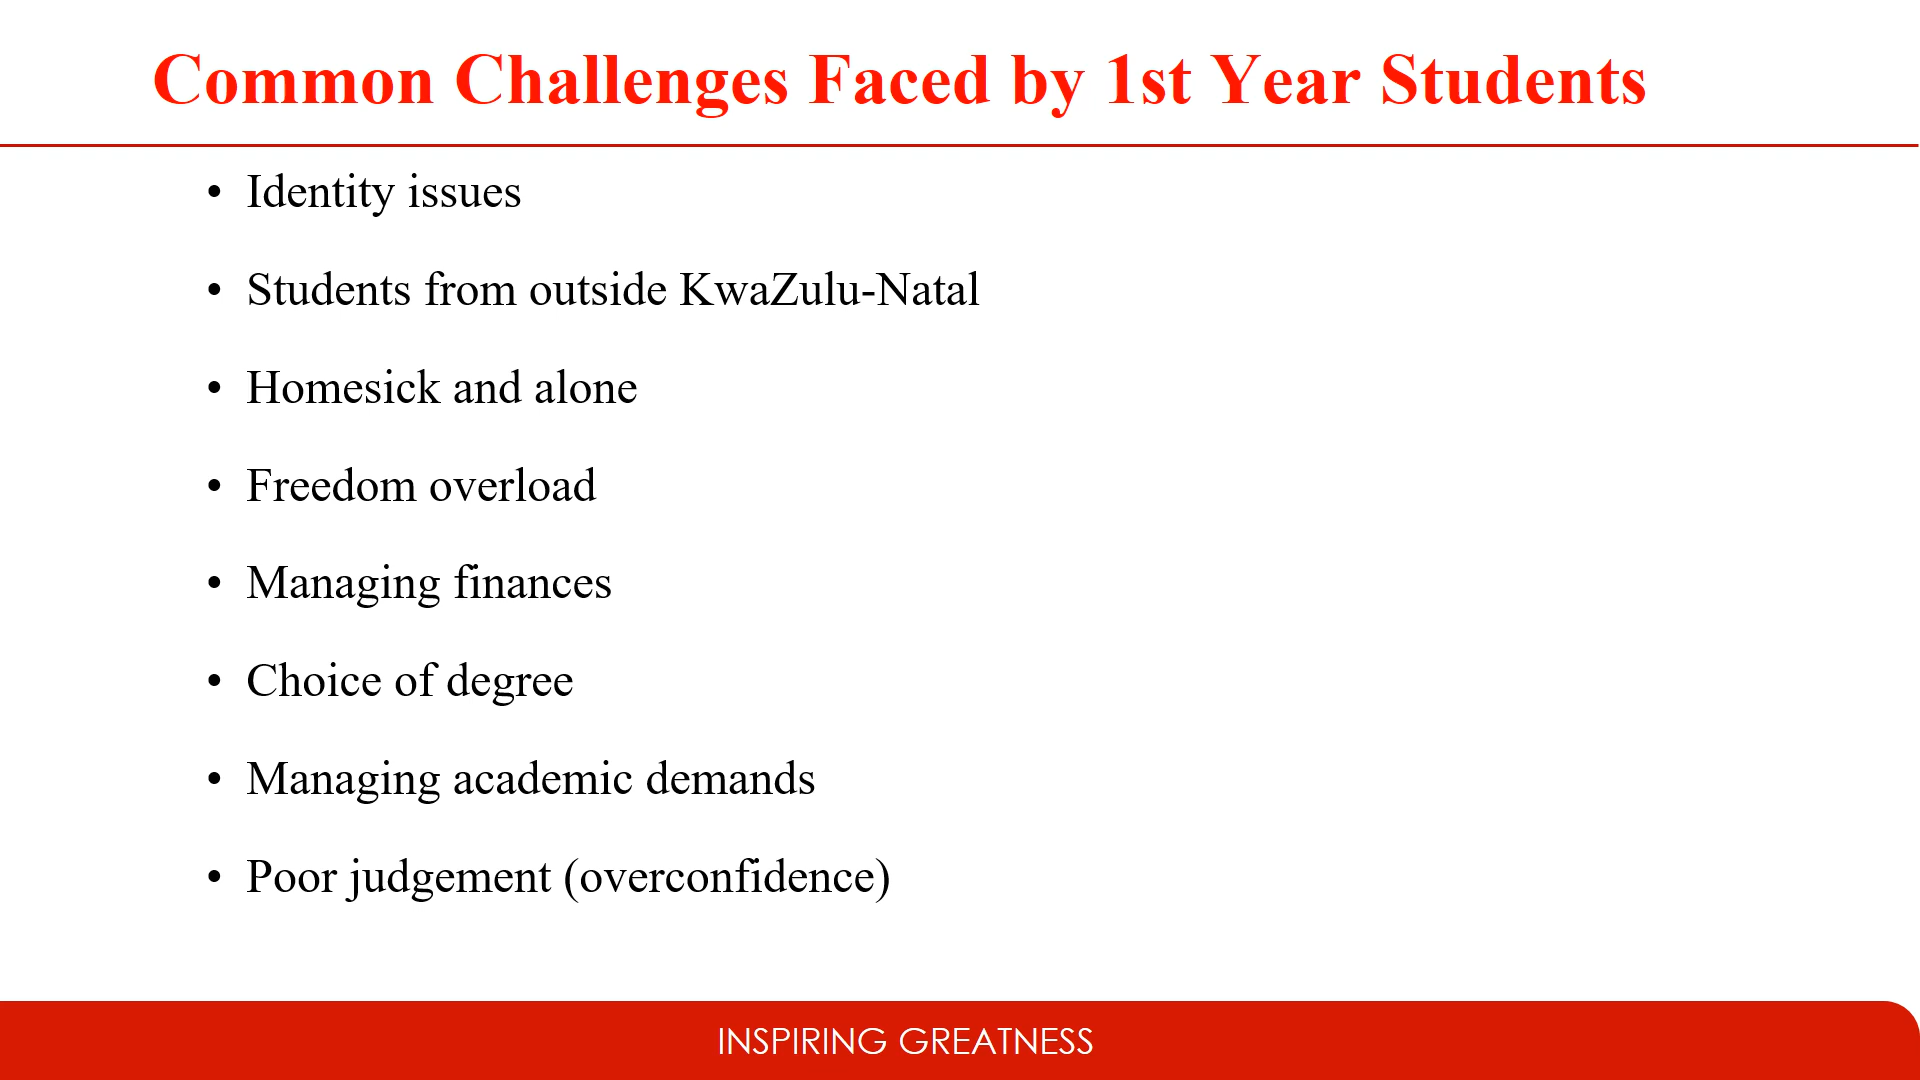 Common Challenges Faced by 1st Year Students
• Identity issues
• Students from outside KwaZulu-Natal
• Homesick and alone
• Freedom overload
• Managing finances
• Choice of degree
• Managing academic demands
• Poor judgement (overconfidence)
INSPIRING GREATNESS